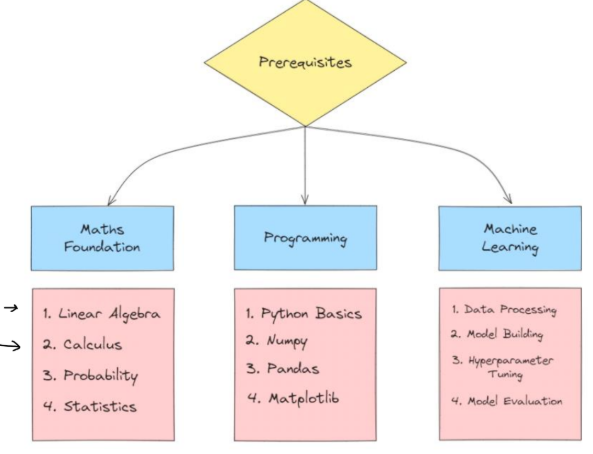 Prerequisites
Maths
Foundation
Programming
Machine
Learning
1. Linear Algebra
2. Calculus
3. Probability
4. Statistics
1. Python Basics
2. Numpy
3. Pandas
4. Matplotlib
1. Data Processing
2. Model Building
3. Hyperparameter
Tuning
4. Model Evaluation